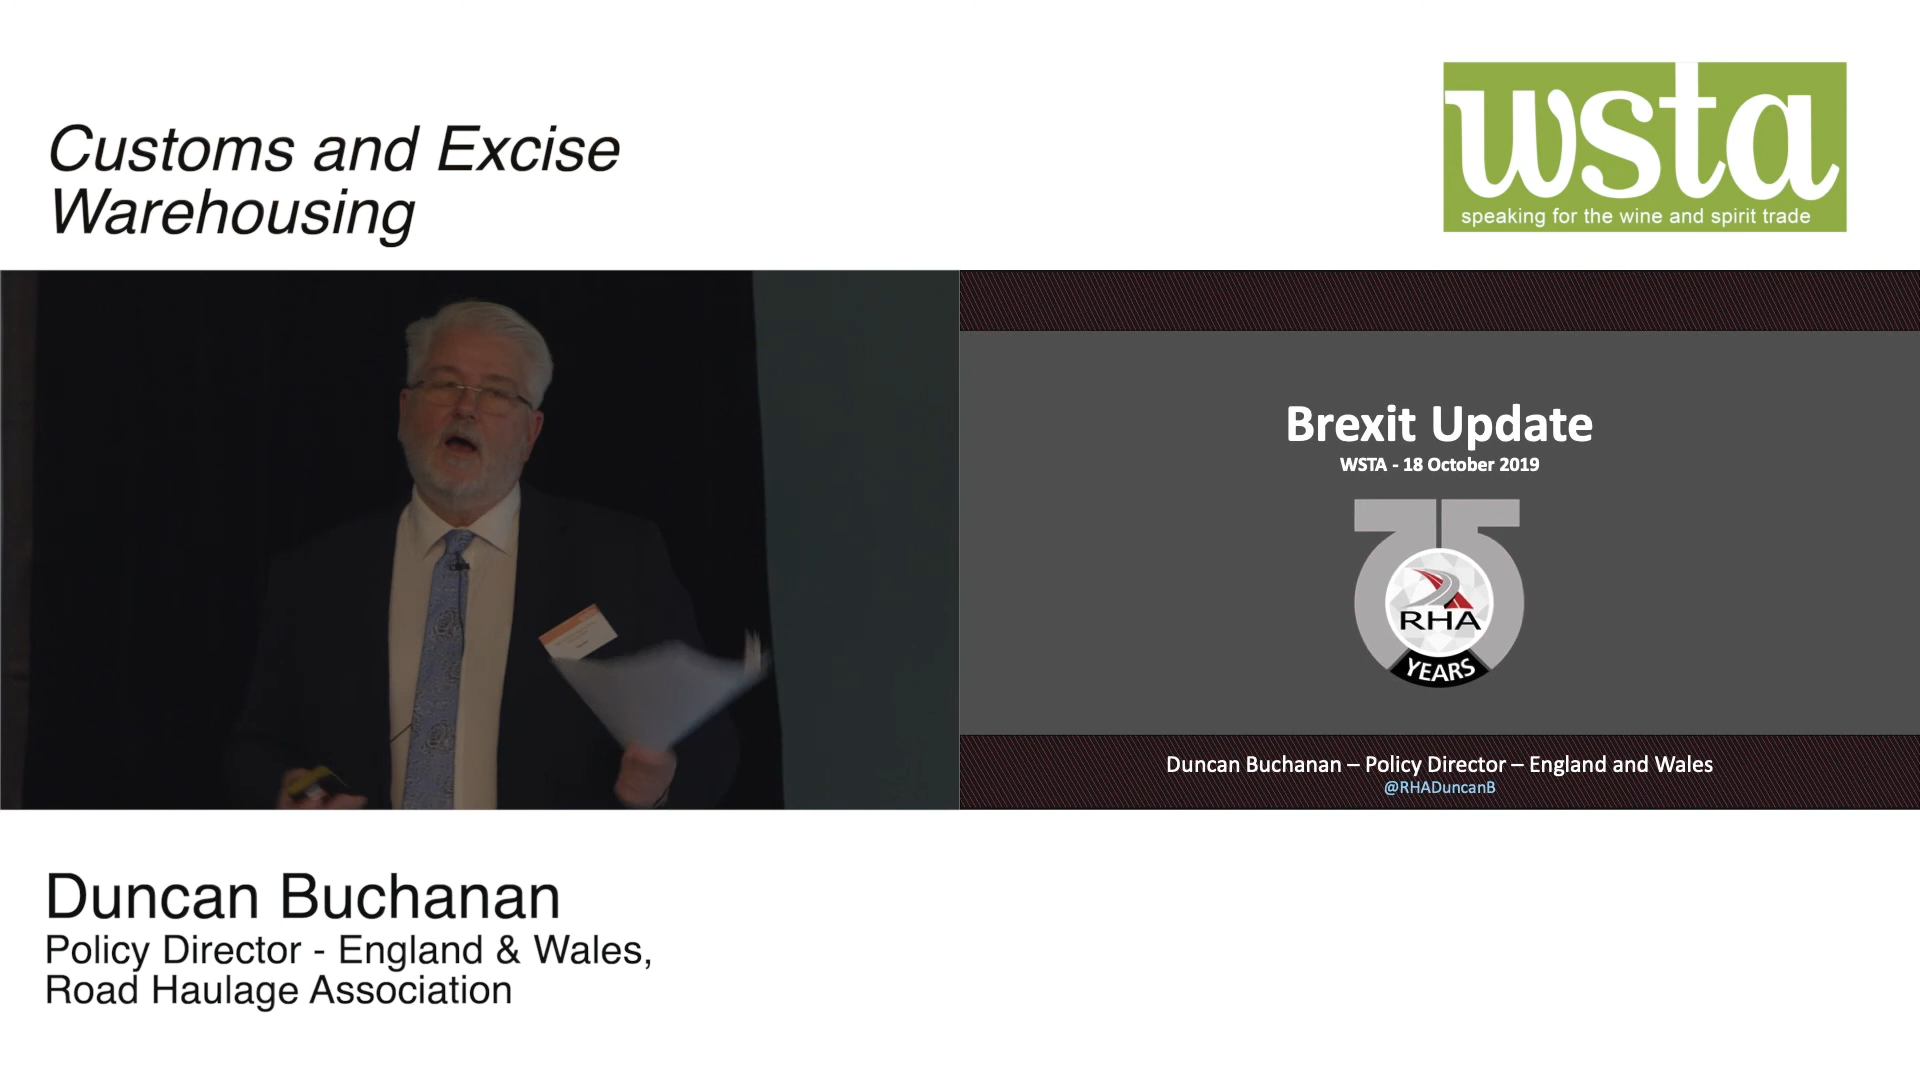 Customs and Excise
Warehousing
wsta
speaking for the wine and spirit trade
Brexit Update
WSTA - 18 October 2019
75
RHA
YEARS
Duncan Buchanan – Policy Director – England and Wales
@RHADuncanB
Duncan Buchanan
Policy Director - England & Wales,
Road Haulage Association